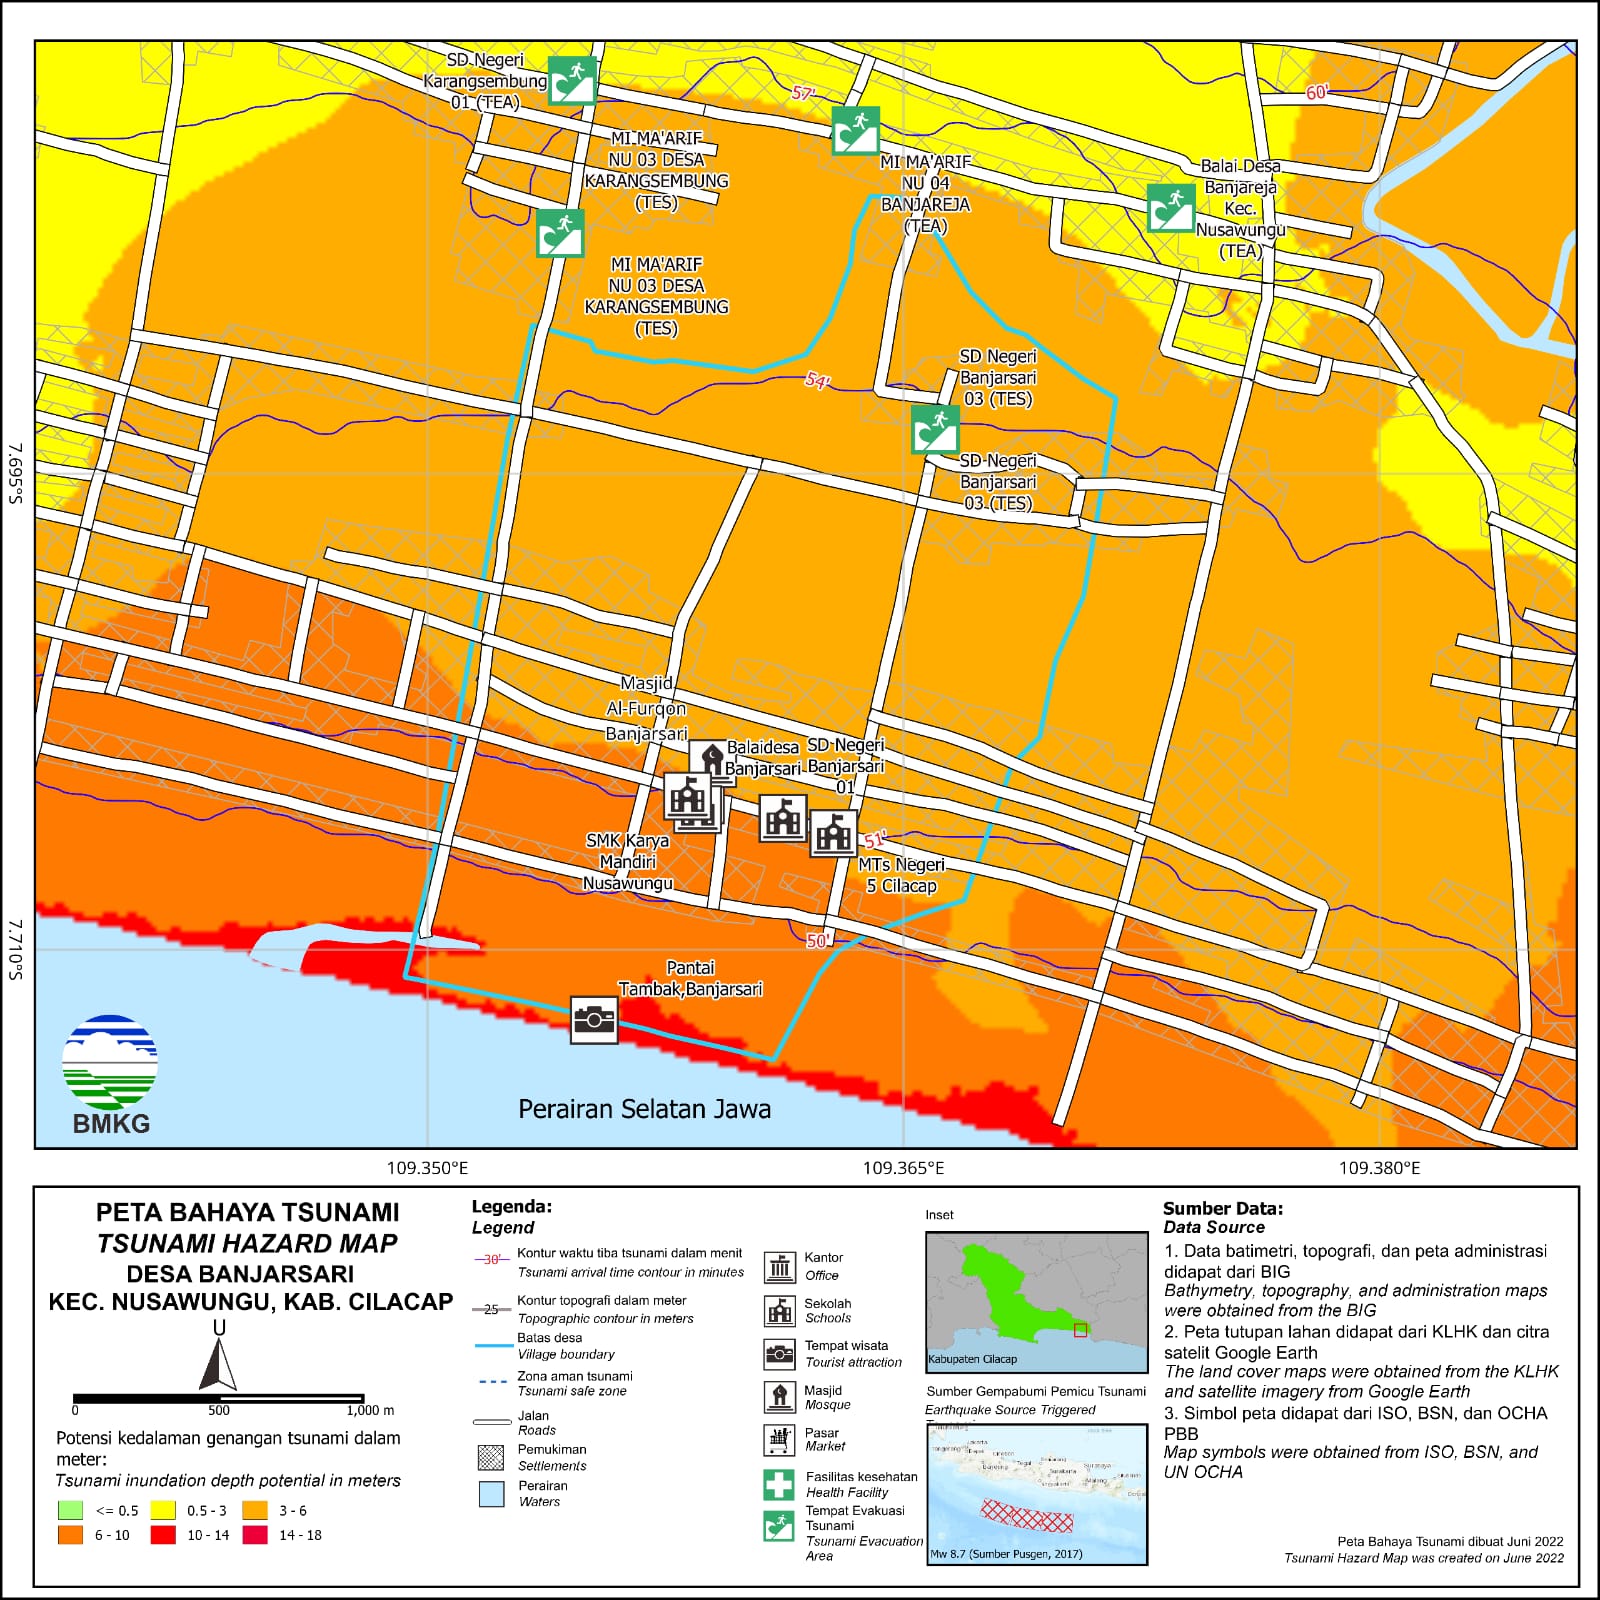 SD Negeri
Karangsembung
01 (TEA)
57'
60'
MI MA'ARIF
NU 03 DESA
KARANGSEMBUNG
(TES)
MI MA'ARIF
NU 04
BANJAREJA
(TEA)
Balai Desa
Banjareja
Kec.
Nusawungu
(TEA)
MI MA'ARIF
NU 03 DESA
KARANGSEMBUNG
(TES)
54'
SD Negeri
Banjarsari
03 (TES)
SD Negeri
Banjarsari
03 (TES)
7.695°S
Masjid
Al-Furqon
Banjarsari
Balaidesa
Banjarsari
SD Negeri
Banjarsari
01
51'
SMK Karya
Mandiri
Nusawungu
MTs Negeri
5 Cilacap
7.710°S
50'
Pantai
Tambak,Banjarsari
BMKG
Perairan Selatan Jawa
109.350°E
109.365°E
109.380°E
PETA BAHAYA TSUNAMI
TSUNAMI HAZARD MAP
DESA BANJARSARI
KEC. NUSAWUNGU, KAB. CILACAP
U
0 500 1,000 m
Potensi kedalaman genangan tsunami dalam
meter:
Tsunami inundation depth potential in meters
<= 0.5 0.5 - 3 3 - 6
6 - 10 10 - 14 14 - 18
Legenda:
Legend
30'
Kontur waktu tiba tsunami dalam menit
Tsunami arrival time contour in minutes
25
Kontur topografi dalam meter
Topographic contour in meters
Batas desa
Village boundary
Zona aman tsunami
Tsunami safe zone
Jalan
Roads
Pemukiman
Settlements
Perairan
Waters
Kantor
Office
Sekolah
Schools
Tempat wisata
Tourist attraction
Masjid
Mosque
Pasar
Market
Fasilitas kesehatan
Health Facility
Tempat Evakuasi
Tsunami
Tsunami Evacuation
Area
Inset
Kabupaten Cilacap
Sumber Gempabumi Pemicu Tsunami
Earthquake Source Triggered
Mw 8.7 (Sumber Pusgen, 2017)
Sumber Data:
Data Source
1. Data batimetri, topografi, dan peta administrasi
didapat dari BIG
Bathymetry, topography, and administration maps
were obtained from the BIG
2. Peta tutupan lahan didapat dari KLHK dan citra
satelit Google Earth
The land cover maps were obtained from the KLHK
and satellite imagery from Google Earth
3. Simbol peta didapat dari ISO, BSN, dan OCHA
PBB
Map symbols were obtained from ISO, BSN, and
UN OCHA
Peta Bahaya Tsunami dibuat Juni 2022
Tsunami Hazard Map was created on June 2022